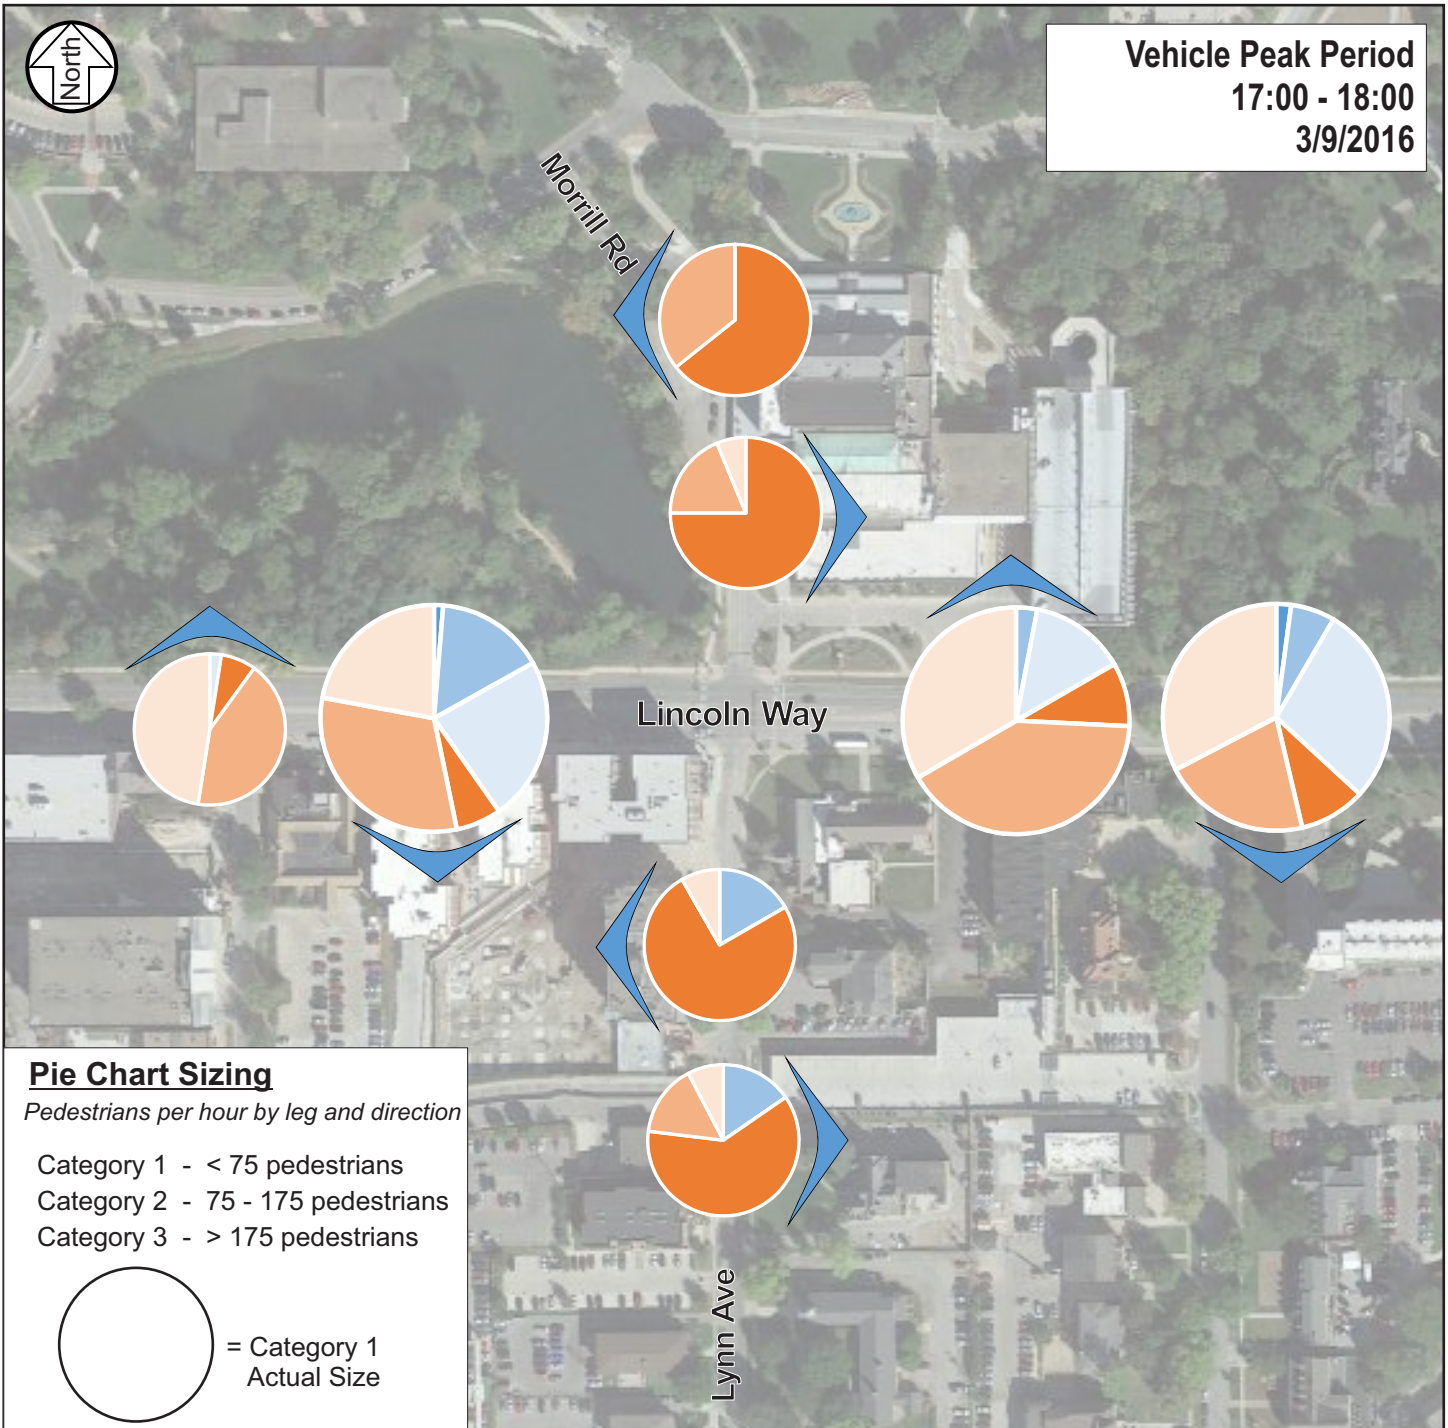 North
Vehicle Peak Period
17:00 - 18:00
3/9/2016
Morrill Rd
Lincoln Way
Pie Chart Sizing
Pedestrians per hour by leg and direction
Category 1 - < 75 pedestrians
Category 2 - 75 - 175 pedestrians
Category 3 - > 175 pedestrians
= Category 1
Actual Size
Lynn Ave